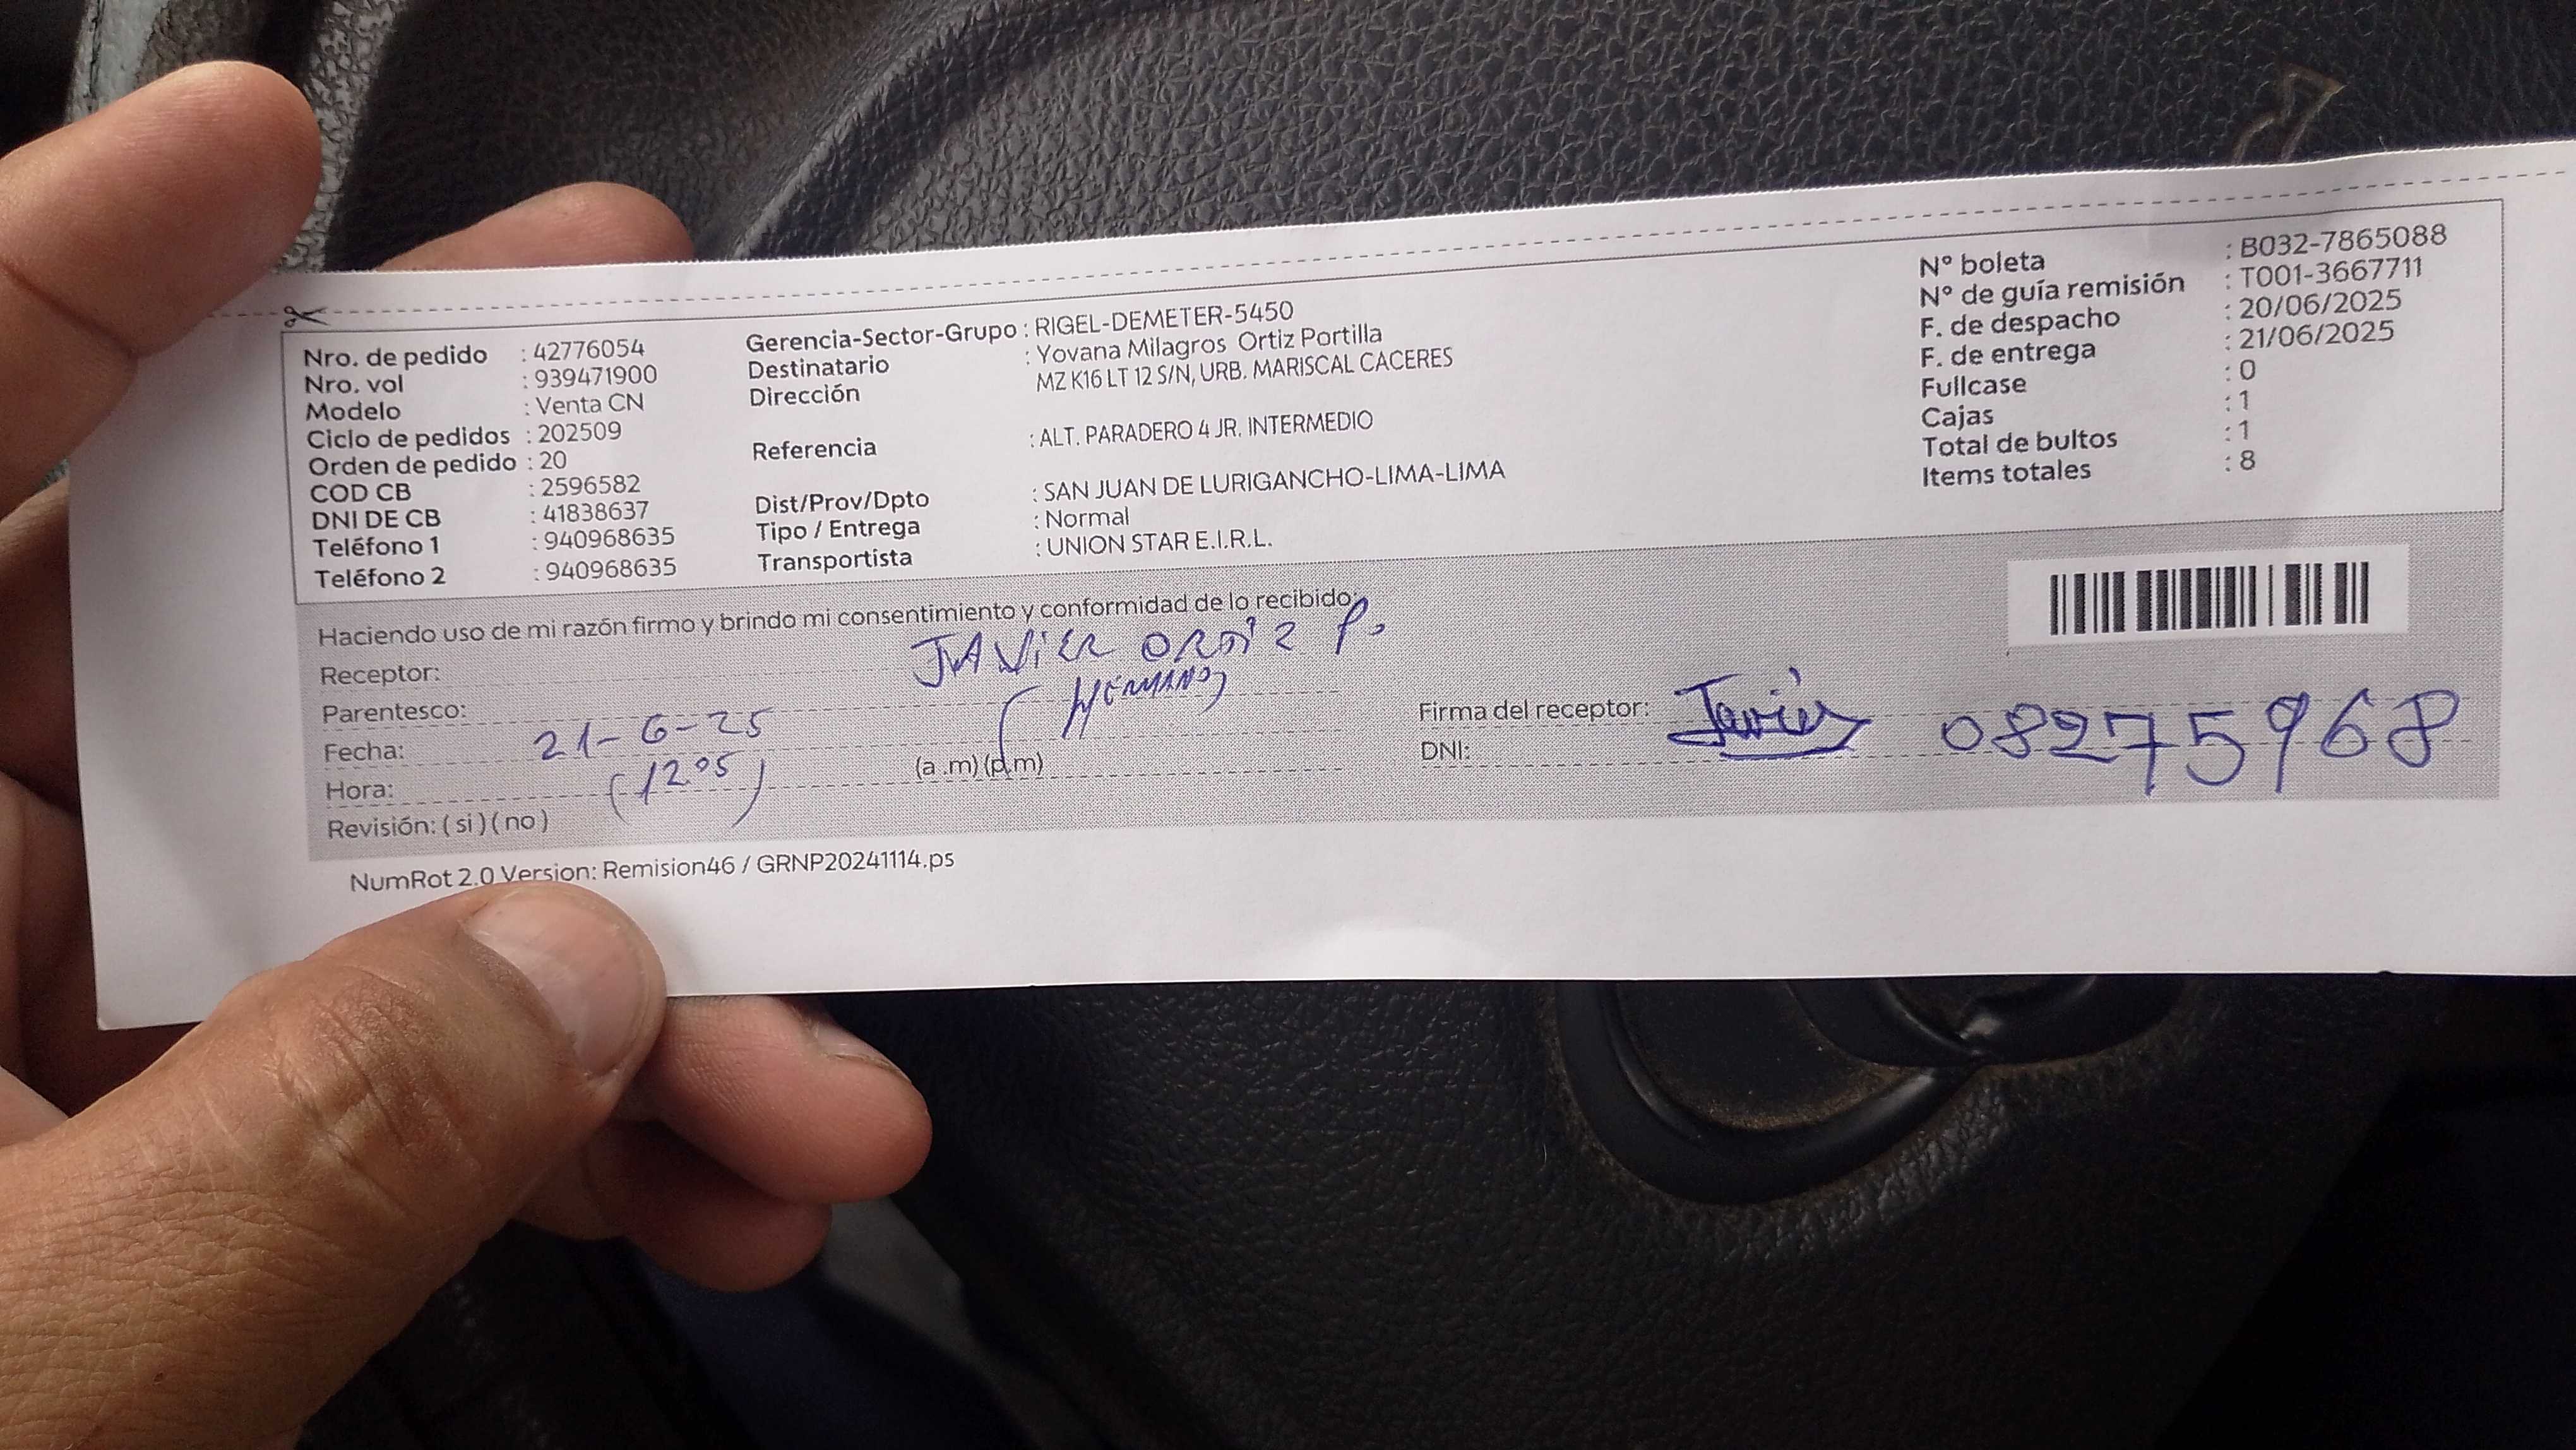 Nro. de pedido : 42776054
Nro. vol : 939471900
Modelo : Venta CN
Ciclo de pedidos : 202509
Orden de pedido : 20
COD CB : 2596582
DNI DE CB : 41838637
Teléfono 1 : 940968635
Teléfono 2 : 940968635
Gerencia-Sector-Grupo : RIGEL-DEMETER-5450
Destinatario : Yovana Milagros Ortiz Portilla
Dirección MZ K16 LT 12 S/N, URB. MARISCAL CACERES
Referencia : ALT. PARADERO 4 JR. INTERMEDIO
Dist/Prov/Dpto : SAN JUAN DE LURIGANCHO-LIMA-LIMA
Tipo / Entrega : Normal
Transportista : UNION STAR E.I.R.L.
N° boleta : B032-7865088
N° de guía remisión : T001-3667711
F. de despacho : 20/06/2025
F. de entrega : 21/06/2025
Fullcase : 0
Cajas : 1
Total de bultos : 1
Items totales : 8
Haciendo uso de mi razón firmo y brindo mi consentimiento y conformidad de lo recibido:
Receptor: JAVIER ORTIZ P.
Parentesco: (HERMANO)
Fecha: 21-6-25
Hora: (12:05) (a .m) (p.m)
Revisión: ( si ) ( no )
Firma del receptor: Javier
DNI: 08275968
NumRot 2.0 Version: Remision46 / GRNP20241114.ps